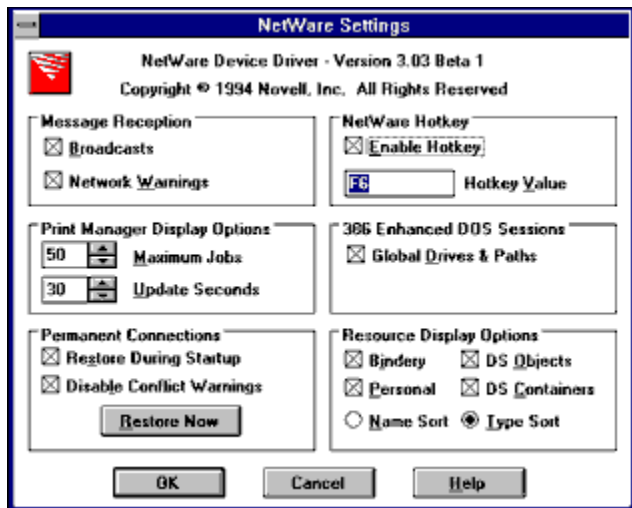 NetWare Settings
NetWare Device Driver - Version 3.03 Beta 1
Copyright © 1994 Novell, Inc. All Rights Reserved
Message Reception
Broadcasts
Network Warnings
NetWare Hotkey
Enable Hotkey
F6 Hotkey Value
Print Manager Display Options
50 Maximum Jobs
30 Update Seconds
386 Enhanced DOS Sessions
Global Drives & Paths
Permanent Connections
Restore During Startup
Disable Conflict Warnings
Restore Now
Resource Display Options
Bindery DS Objects
Personal DS Containers
Name Sort Type Sort
OK Cancel Help